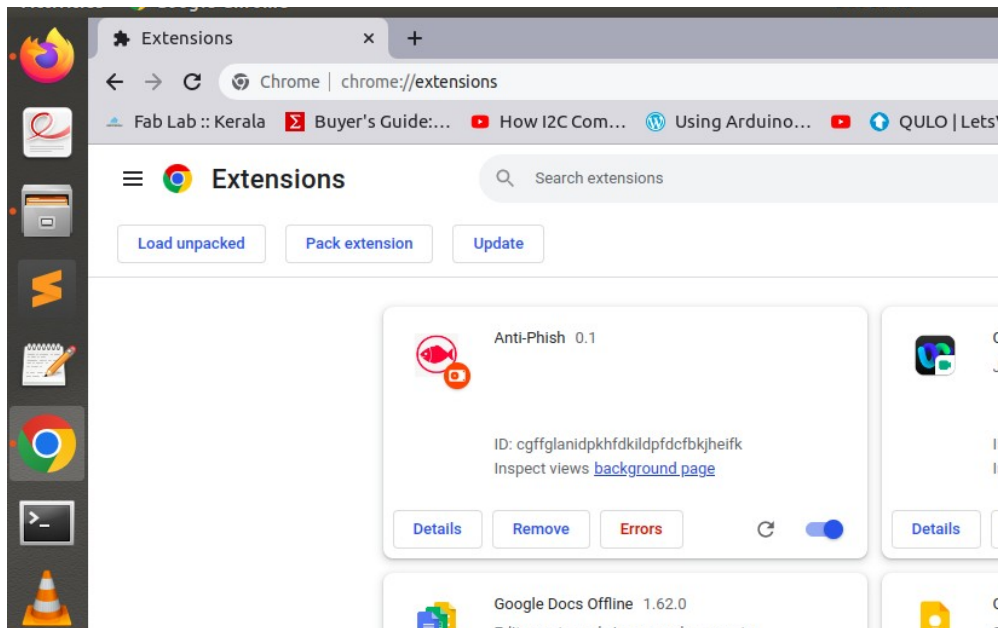 Extensions
Chrome | chrome://extensions
Fab Lab :: Kerala Buyer's Guide:... How I2C Com... Using Arduino... QULO | Lets
Extensions
Search extensions
Load unpacked Pack extension Update
Anti-Phish 0.1
ID: cgffglanidpkhfdkildpfdcfbkjheifk
Inspect views background page
Details Remove Errors Details
Google Docs Offline 1.62.0